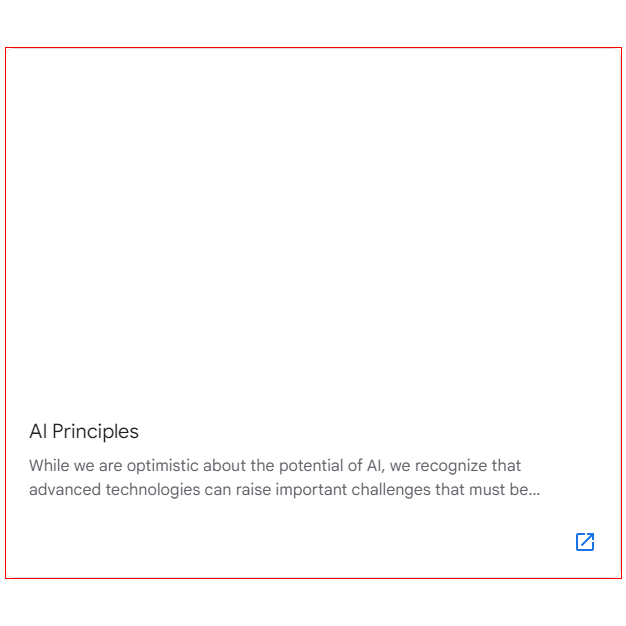 AI Principles
While we are optimistic about the potential of AI, we recognize that
advanced technologies can raise important challenges that must be...